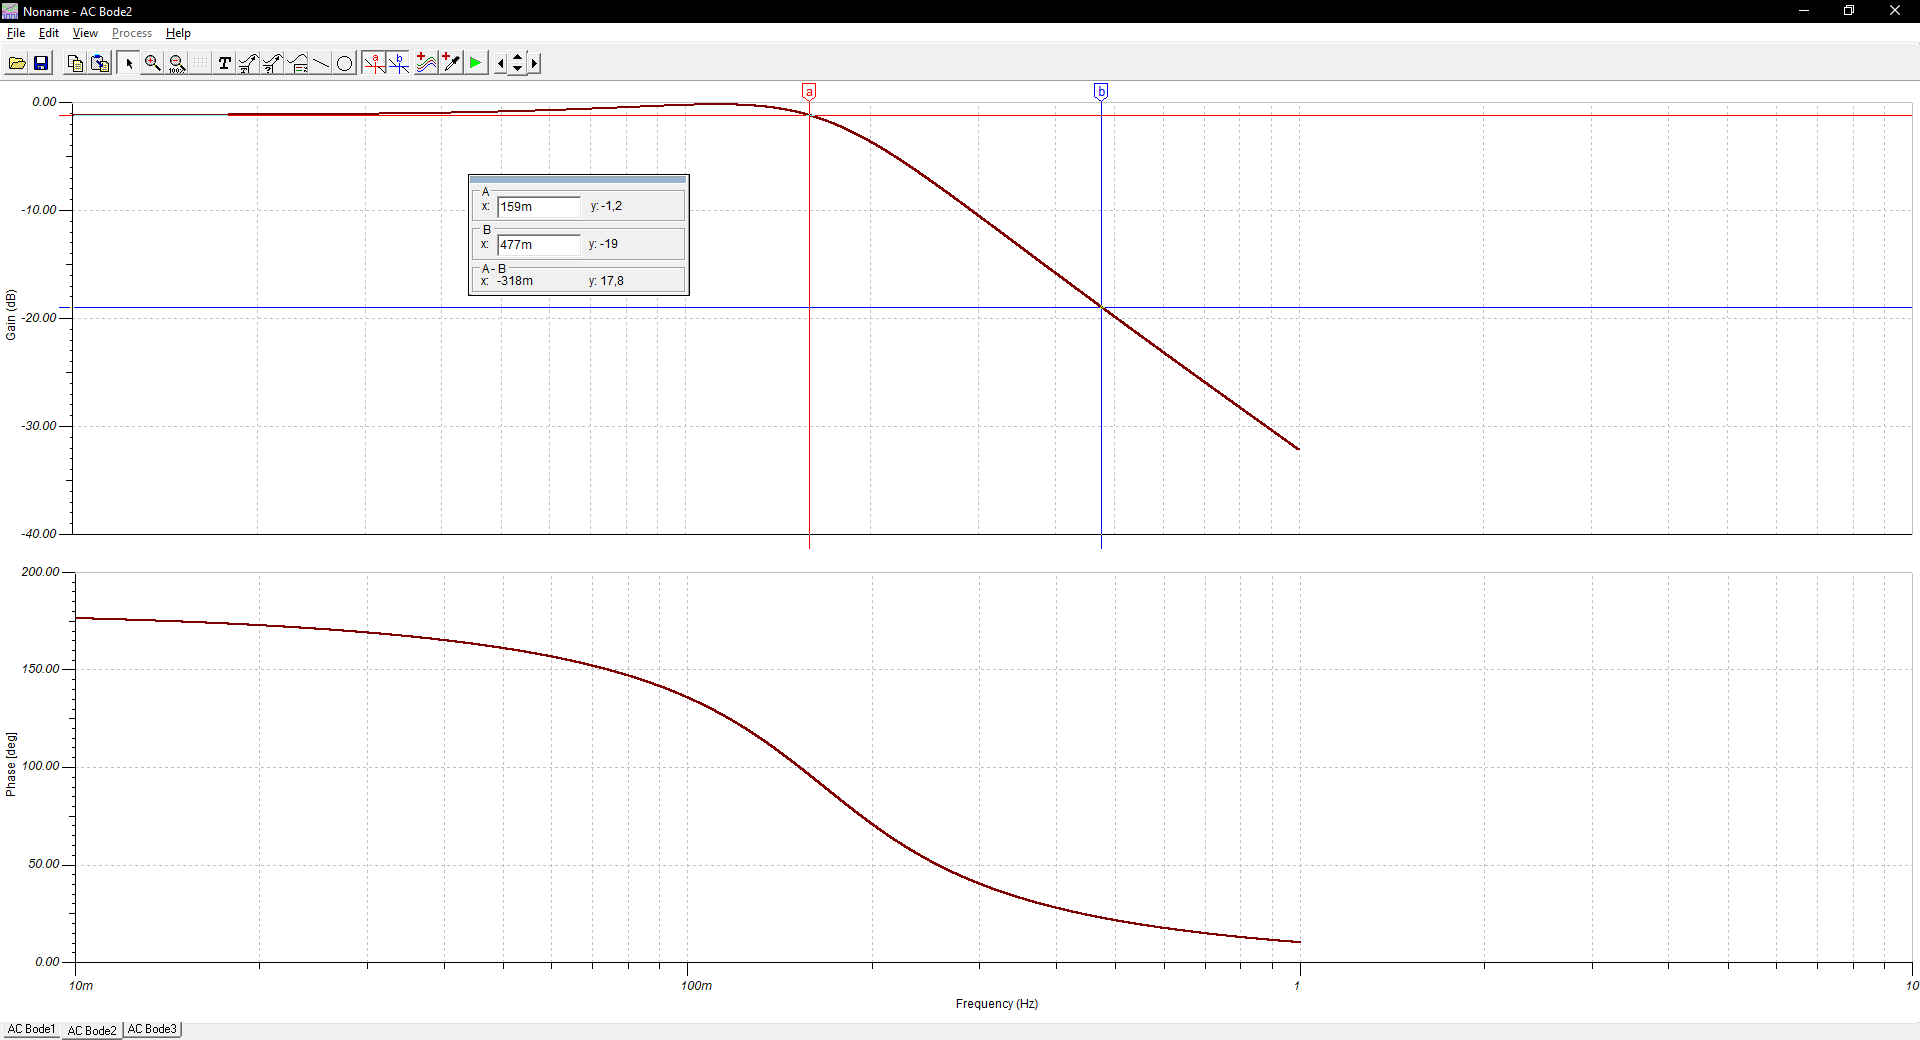 Noname - AC Bode2
File Edit View Process Help
T 100% T ? a b
a b
0.00
-10.00
-20.00
-30.00
-40.00
Gain (dB)
A
x: 159m y: -1,2
B
x: 477m y: -19
A - B
x: -318m y: 17,8
200.00
150.00
100.00
50.00
0.00
Phase [deg]
10m 100m 1 10
Frequency (Hz)
AC Bode1 AC Bode2 AC Bode3